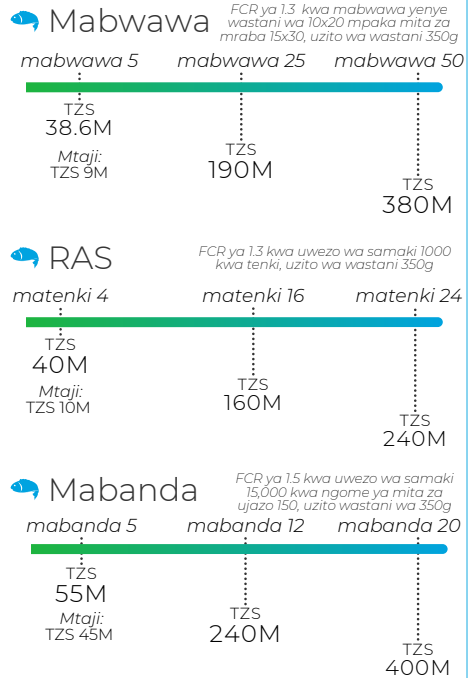 Mabwawa
FCR ya 1.3 kwa mabwawa yenye
wastani wa 10x20 mpaka mita za
mraba 15x30, uzito wa wastani 350g
mabwawa 5
mabwawa 25
mabwawa 50
TZS
38.6M
Mtaji:
TZS 9M
TZS
190M
TZS
380M
RAS
FCR ya 1.3 kwa uwezo wa samaki 1000
kwa tenki, uzito wa wastani 350g
matenki 4
matenki 16
matenki 24
TZS
40M
Mtaji:
TZS 10M
TZS
160M
TZS
240M
Mabanda
FCR ya 1.5 kwa uwezo wa samaki
15,000 kwa ngome ya mita za
ujazo 150, uzito wastani wa 350g
mabanda 5
mabanda 12
mabanda 20
TZS
55M
Mtaji:
TZS 45M
TZS
240M
TZS
400M